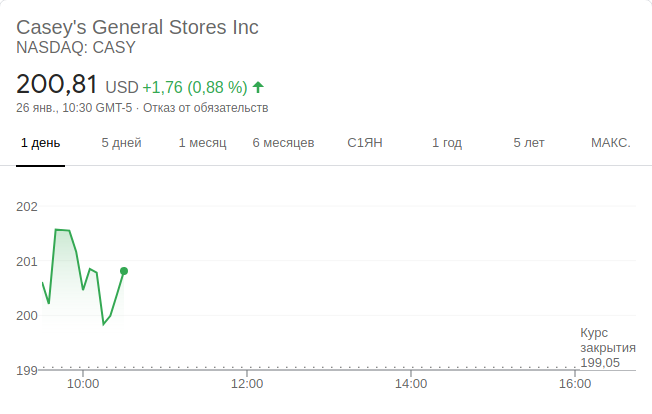 Casey's General Stores Inc
NASDAQ: CASY
200,81 USD +1,76 (0,88 %)
26 янв., 10:30 GMT-5 · Отказ от обязательств
1 день 5 дней 1 месяц 6 месяцев С1ЯН 1 год 5 лет МАКС.
202
201
200
199
Курс
закрытия
199,05
10:00 12:00 14:00 16:00